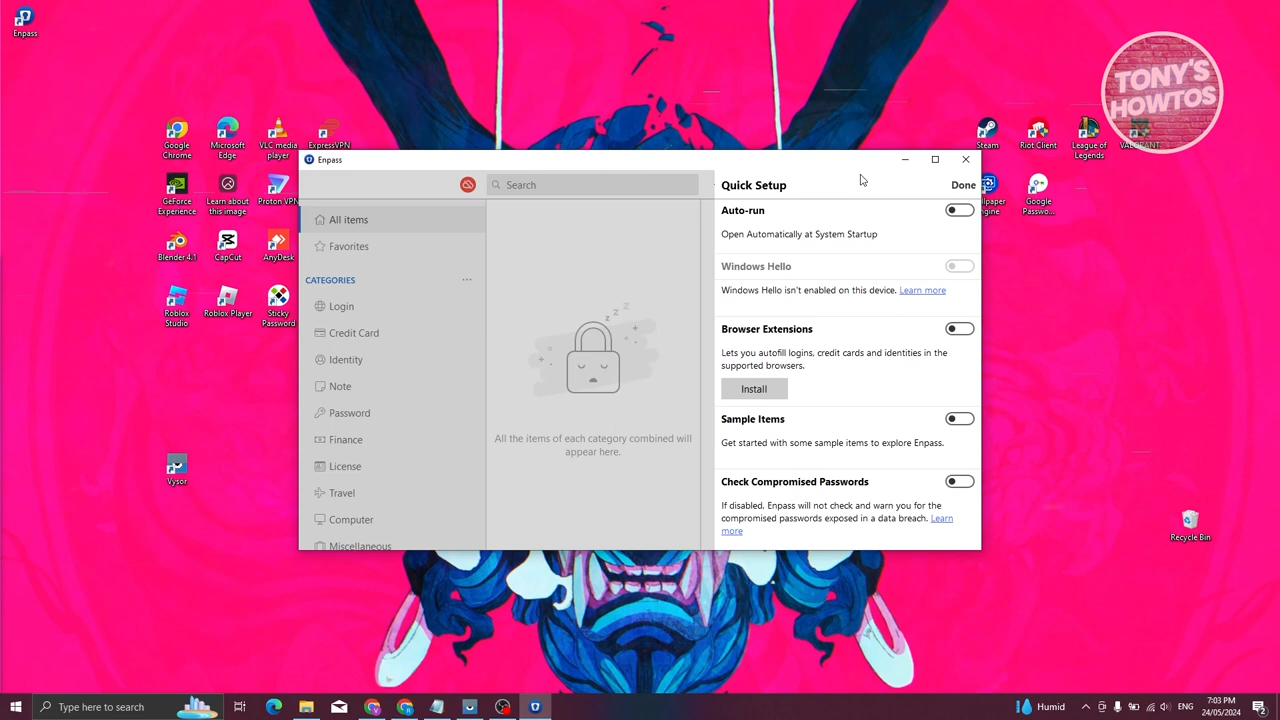 Enpass
TONY'S
HOWTOS
Google
Chrome
Microsoft
Edge
VLC media
player
ExpressVPN
Steam
Riot Client
League of
Legends
GeForce
Experience
Learn about
this image
Proton VPN
Google
Passwo...
Blender 4.1
CapCut
AnyDesk
Roblox
Studio
Roblox Player
Sticky
Password
Vysor
Recycle Bin
Enpass
Search
Quick Setup
Done
All items
Favorites
CATEGORIES
Login
Credit Card
Identity
Note
Password
Finance
License
Travel
Computer
Miscellaneous
All the items of each category combined will
appear here.
Auto-run
Open Automatically at System Startup
Windows Hello
Windows Hello isn't enabled on this device. Learn more
Browser Extensions
Lets you autofill logins, credit cards and identities in the
supported browsers.
Install
Sample Items
Get started with some sample items to explore Enpass.
Check Compromised Passwords
If disabled, Enpass will not check and warn you for the
compromised passwords exposed in a data breach. Learn
more
Type here to search
Humid
ENG
7:03 PM
24/05/2024
2